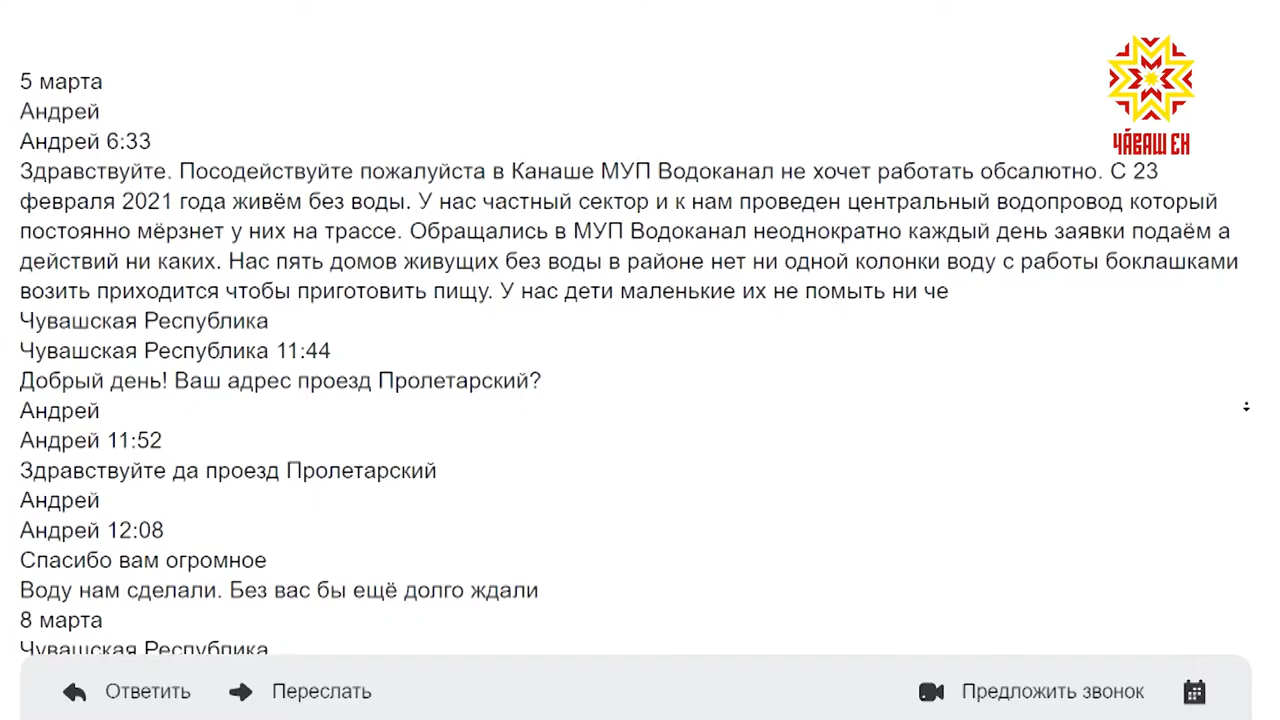 ЧӐВАШ ЕН
5 марта
Андрей
Андрей 6:33
Здравствуйте. Посодействуйте пожалуйста в Канаше МУП Водоканал не хочет работать обсалютно. С 23
февраля 2021 года живём без воды. У нас частный сектор и к нам проведен центральный водопровод который
постоянно мёрзнет у них на трассе. Обращались в МУП Водоканал неоднократно каждый день заявки подаём а
действий ни каких. Нас пять домов живущих без воды в районе нет ни одной колонки воду с работы боклашками
возить приходится чтобы приготовить пищу. У нас дети маленькие их не помыть ни че
Чувашская Республика
Чувашская Республика 11:44
Добрый день! Ваш адрес проезд Пролетарский?
Андрей
Андрей 11:52
Здравствуйте да проезд Пролетарский
Андрей
Андрей 12:08
Спасибо вам огромное
Воду нам сделали. Без вас бы ещё долго ждали
8 марта
Чувашская Республика
Ответить Переслать Предложить звонок